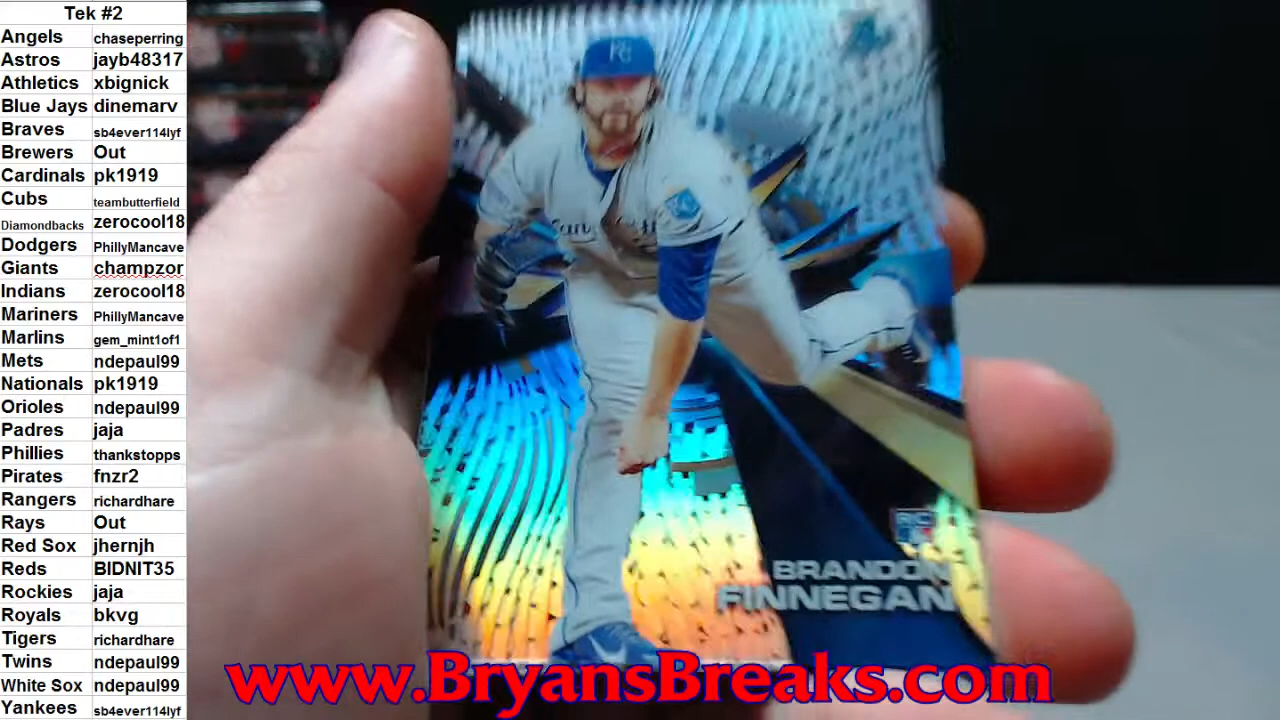 Tek #2
Angels chaseperring
Astros jayb48317
Athletics xbignick
Blue Jays dinemarv
Braves sb4ever114lyf
Brewers Out
Cardinals pk1919
Cubs teambutterfield
Diamondbacks zerocool18
Dodgers PhillyMancave
Giants champzor
Indians zerocool18
Mariners PhillyMancave
Marlins gem_mint1of1
Mets ndepaul99
Nationals pk1919
Orioles ndepaul99
Padres jaja
Phillies thankstopps
Pirates fnzr2
Rangers richardhare
Rays Out
Red Sox jhernjh
Reds BIDNIT35
Rockies jaja
Royals bkvg
Tigers richardhare
Twins ndepaul99
White Sox ndepaul99
Yankees sb4ever114lyf
KC
KC
RC
BRANDON
FINNEGAN
www.BryansBreaks.com